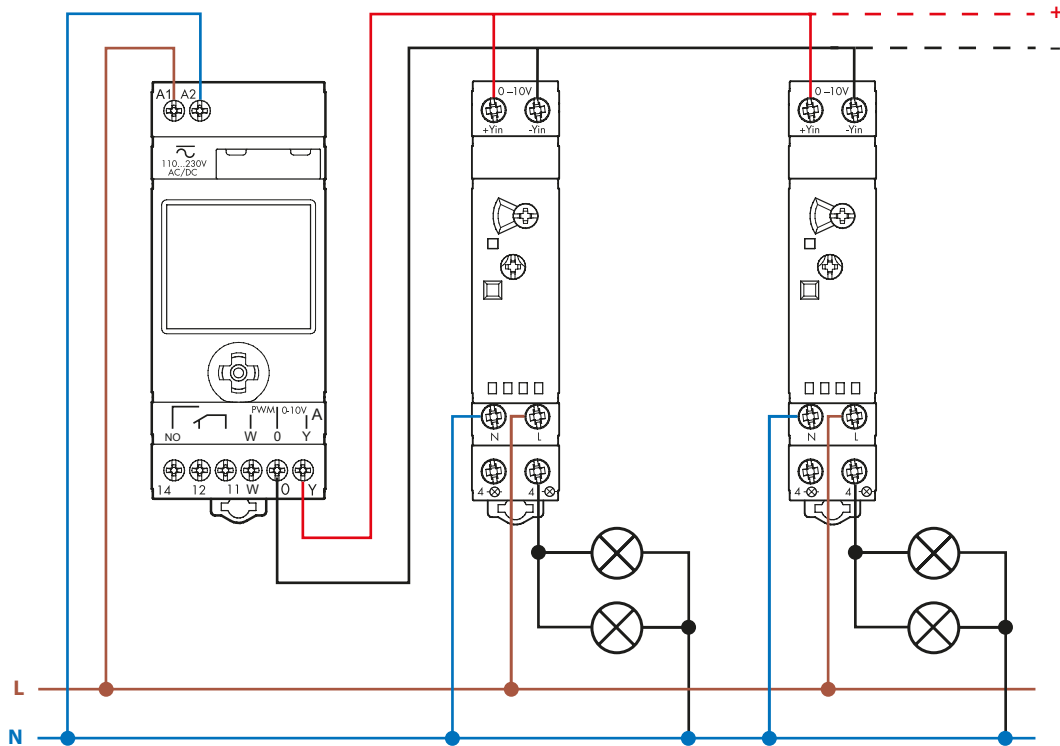 +
−
A1 A2
0 –10V
0 –10V
+Yin -Yin
+Yin -Yin
110...230V
AC/DC
PWM 0-10V A
NO W 0 Y
N L
N L
14 12 11 W 0 Y
4 4
4 4
L
N